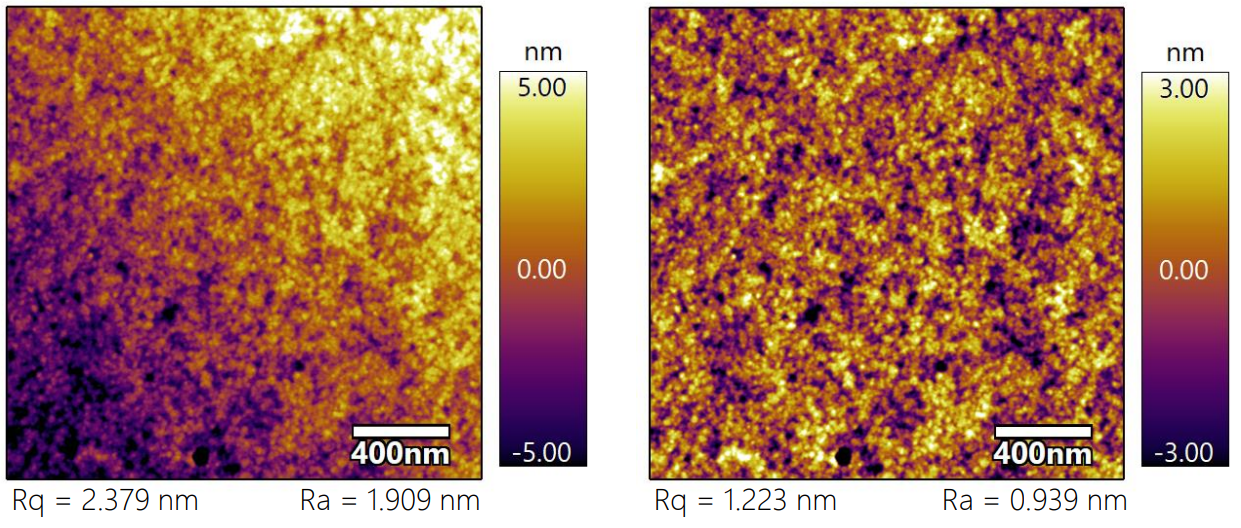 nm
5.00
0.00
-5.00
400nm
Rq = 2.379 nm
Ra = 1.909 nm
nm
3.00
0.00
-3.00
400nm
Rq = 1.223 nm
Ra = 0.939 nm